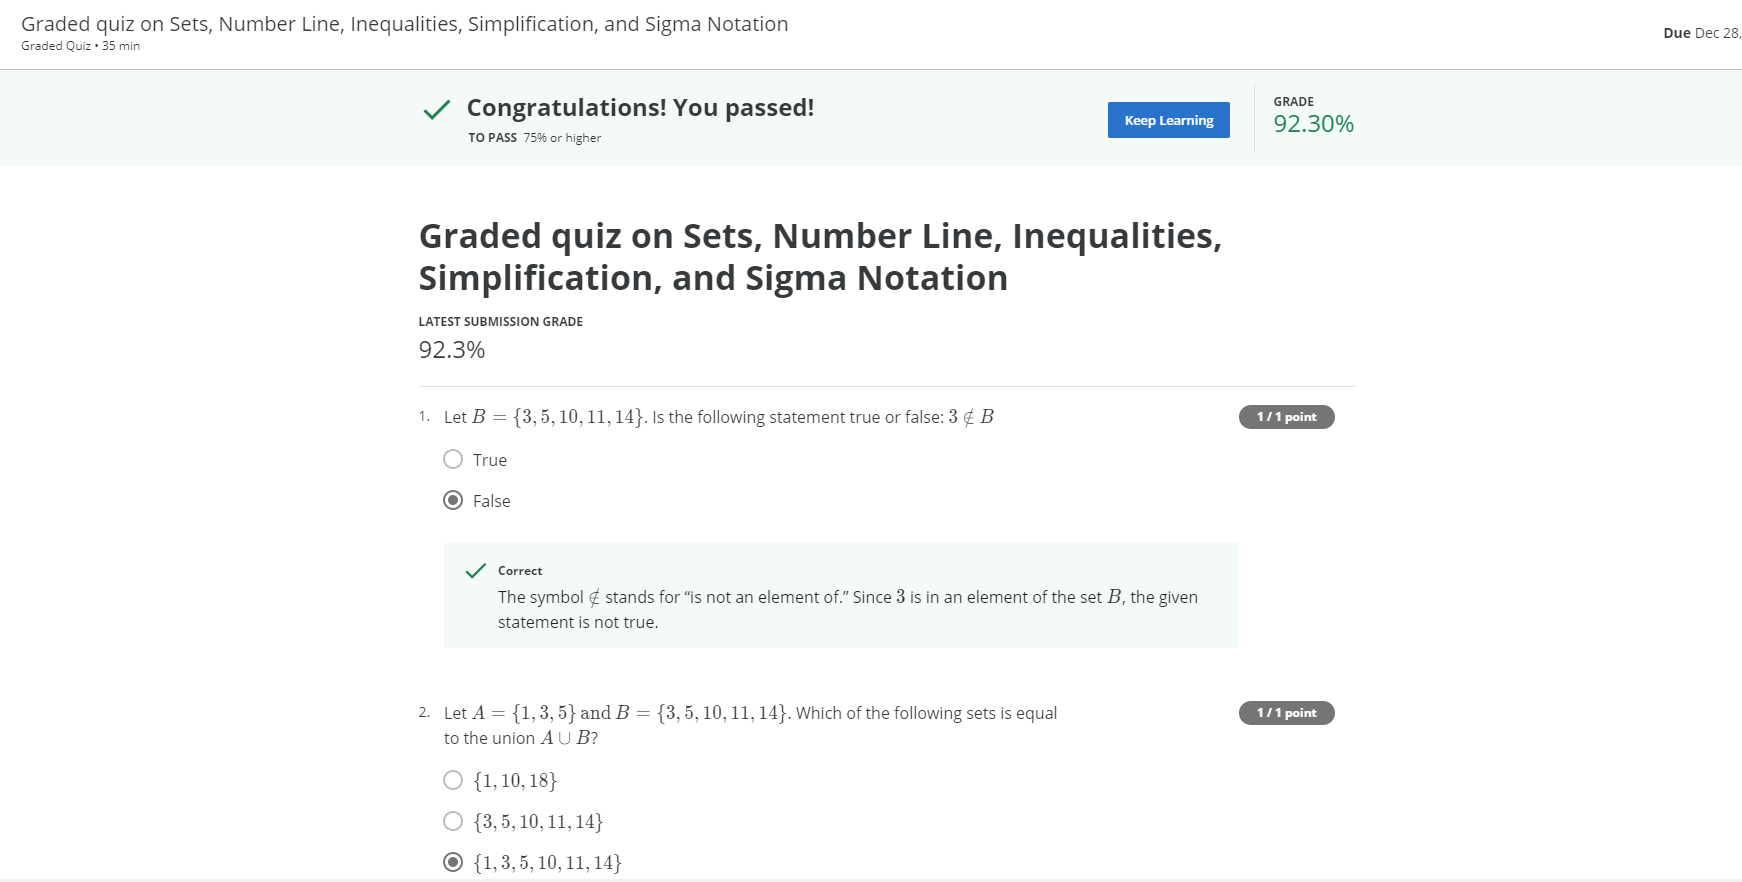 Graded quiz on Sets, Number Line, Inequalities, Simplification, and Sigma Notation
Graded Quiz • 35 min
Due Dec 28,
Congratulations! You passed!
TO PASS 75% or higher
Keep Learning
GRADE
92.30%
Graded quiz on Sets, Number Line, Inequalities,
Simplification, and Sigma Notation
LATEST SUBMISSION GRADE
92.3%
1. Let B = {3, 5, 10, 11, 14}. Is the following statement true or false: 3 ∉ B
1 / 1 point
True
False
Correct
The symbol ∉ stands for “is not an element of.” Since 3 is in an element of the set B, the given
statement is not true.
2. Let A = {1, 3, 5} and B = {3, 5, 10, 11, 14}. Which of the following sets is equal
to the union A ∪ B?
1 / 1 point
{1, 10, 18}
{3, 5, 10, 11, 14}
{1, 3, 5, 10, 11, 14}